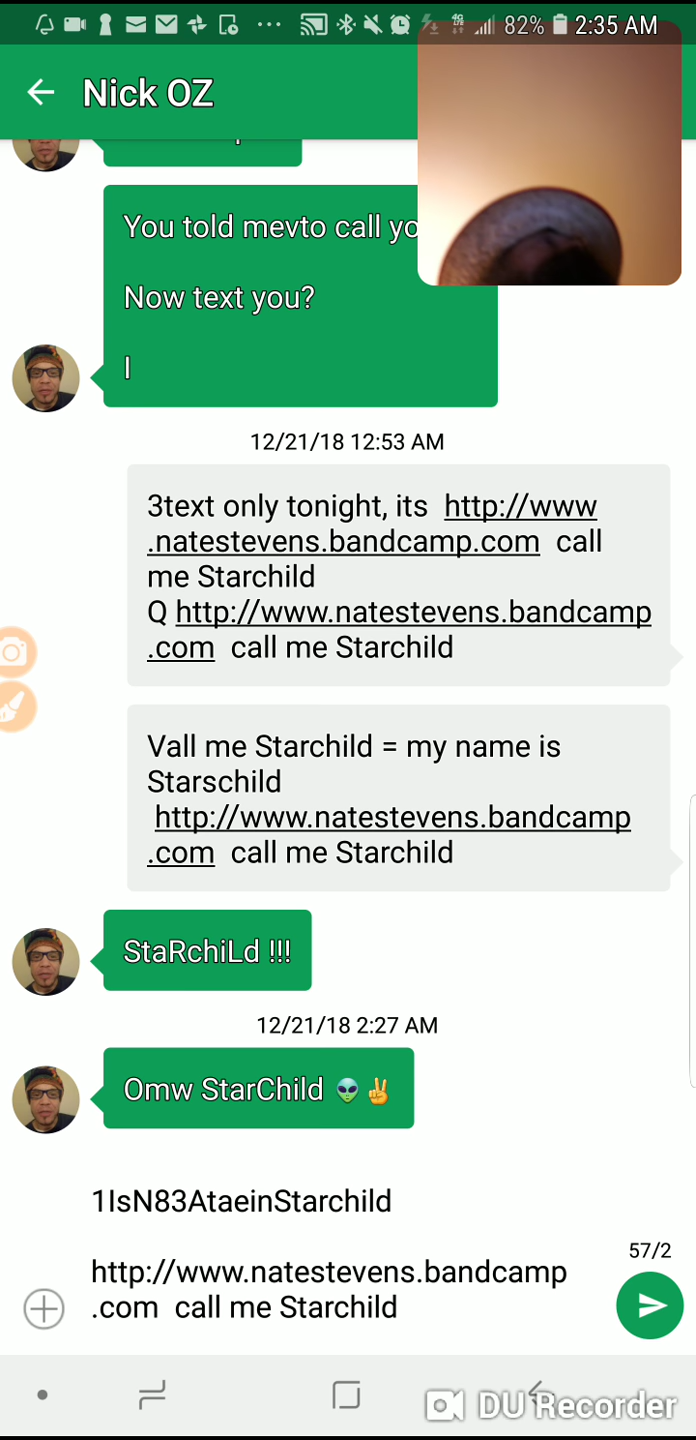 82% 2:35 AM
Nick OZ
You told mevto call yo
Now text you?
I
12/21/18 12:53 AM
3text only tonight, its  http://www
.natestevens.bandcamp.com  call
me Starchild
Q http://www.natestevens.bandcamp
.com  call me Starchild
Vall me Starchild = my name is
Starschild
http://www.natestevens.bandcamp
.com  call me Starchild
StaRchiLd !!!
12/21/18 2:27 AM
Omw StarChild 👽✌
1IsN83AtaeinStarchild
57/2
http://www.natestevens.bandcamp
.com  call me Starchild
DU Recorder